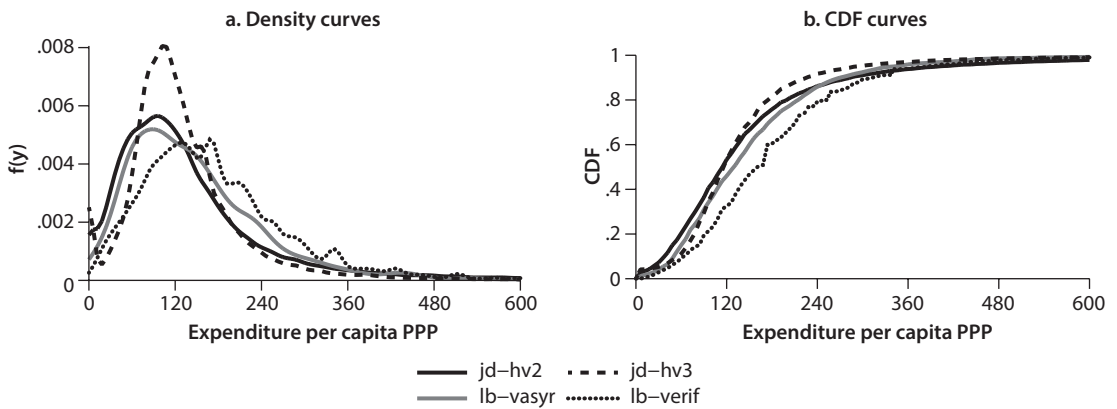 a. Density curves
.008
.006
.004
.002
0
f(y)
0 120 240 360 480 600
Expenditure per capita PPP
b. CDF curves
1
.8
.6
.4
.2
0
CDF
0 120 240 360 480 600
Expenditure per capita PPP
jd−hv2 jd−hv3
lb−vasyr lb−verif